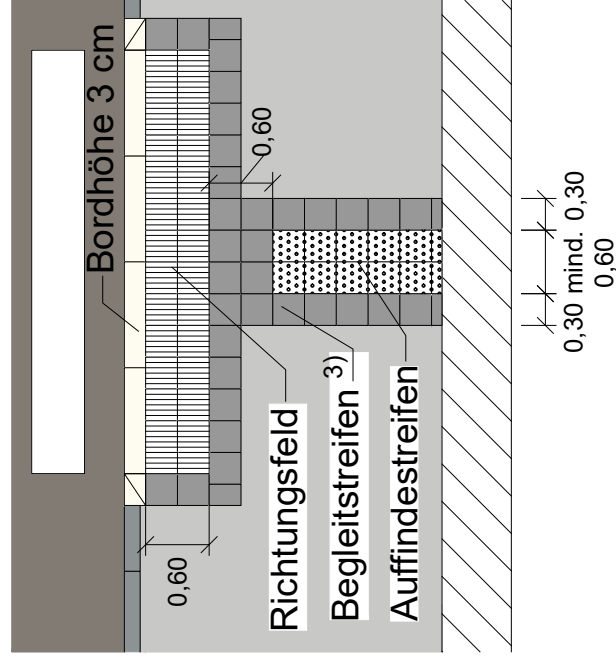 Bordhöhe 3 cm
0,60
0,60
Richtungsfeld
Begleitstreifen 3)
Auffindestreifen
0,30 mind. 0,30
0,60